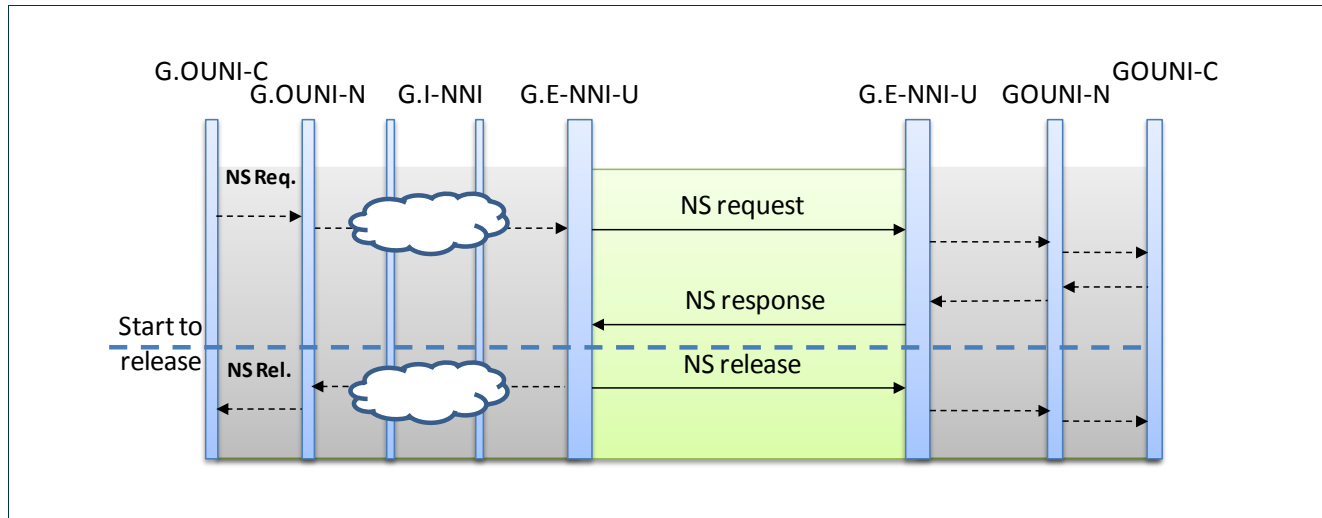 G.OUNI-C
GOUNI-C
G.OUNI-N
G.I-NNI
G.E-NNI-U
G.E-NNI-U
GOUNI-N
NS Req.
NS request
NS response
Start to
release
NS Rel.
NS release